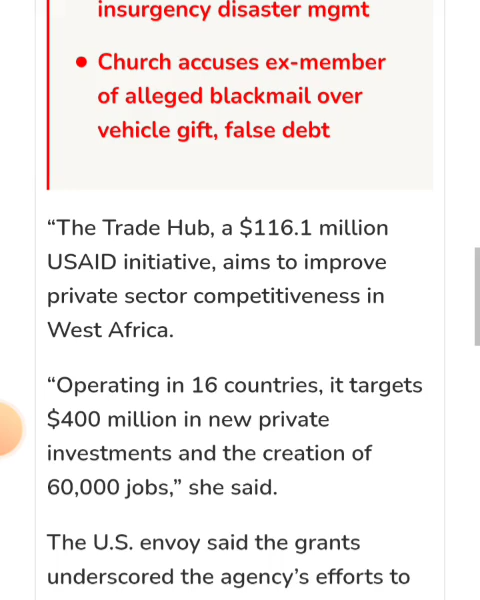 insurgency disaster mgmt
Church accuses ex-member
of alleged blackmail over
vehicle gift, false debt
“The Trade Hub, a $116.1 million
USAID initiative, aims to improve
private sector competitiveness in
West Africa.
“Operating in 16 countries, it targets
$400 million in new private
investments and the creation of
60,000 jobs,” she said.
The U.S. envoy said the grants
underscored the agency’s efforts to